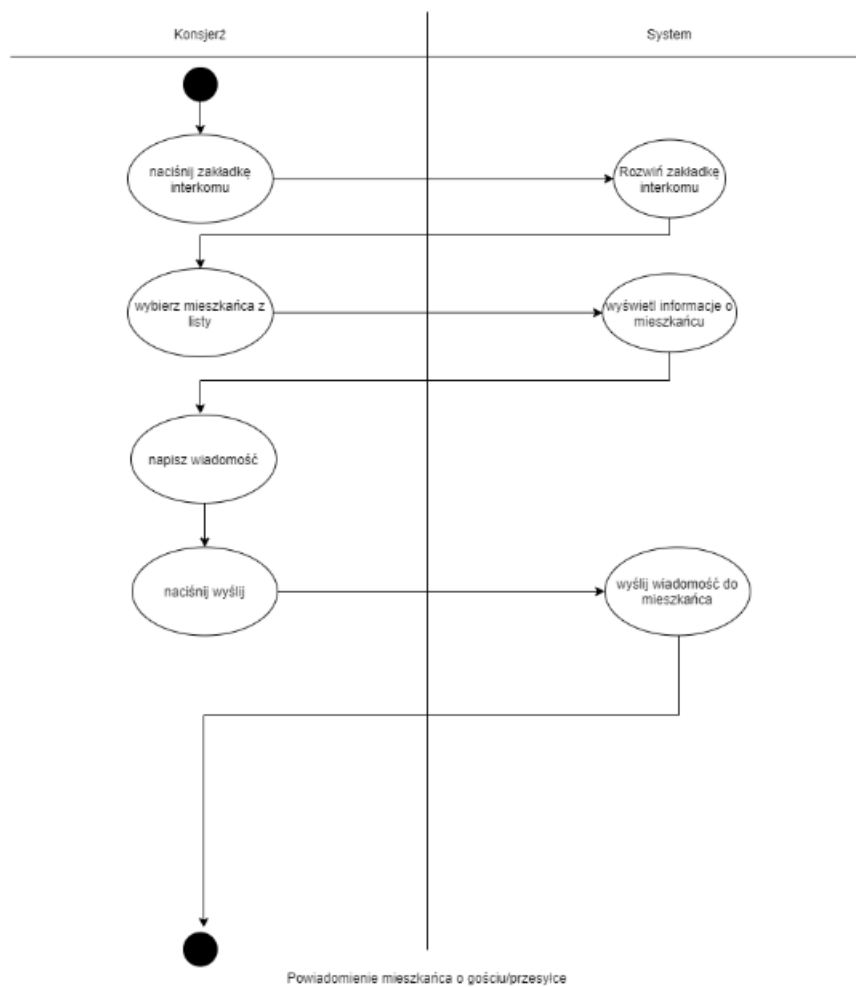 Konsjerż
System
naciśnij zakładkę
interkomu
Rozwiń zakładkę
interkomu
wybierz mieszkańca z
listy
wyświetl informacje o
mieszkańcu
napisz wiadomość
naciśnij wyślij
wyślij wiadomość do
mieszkańca
Powiadomienie mieszkańca o gościu/przesyłce